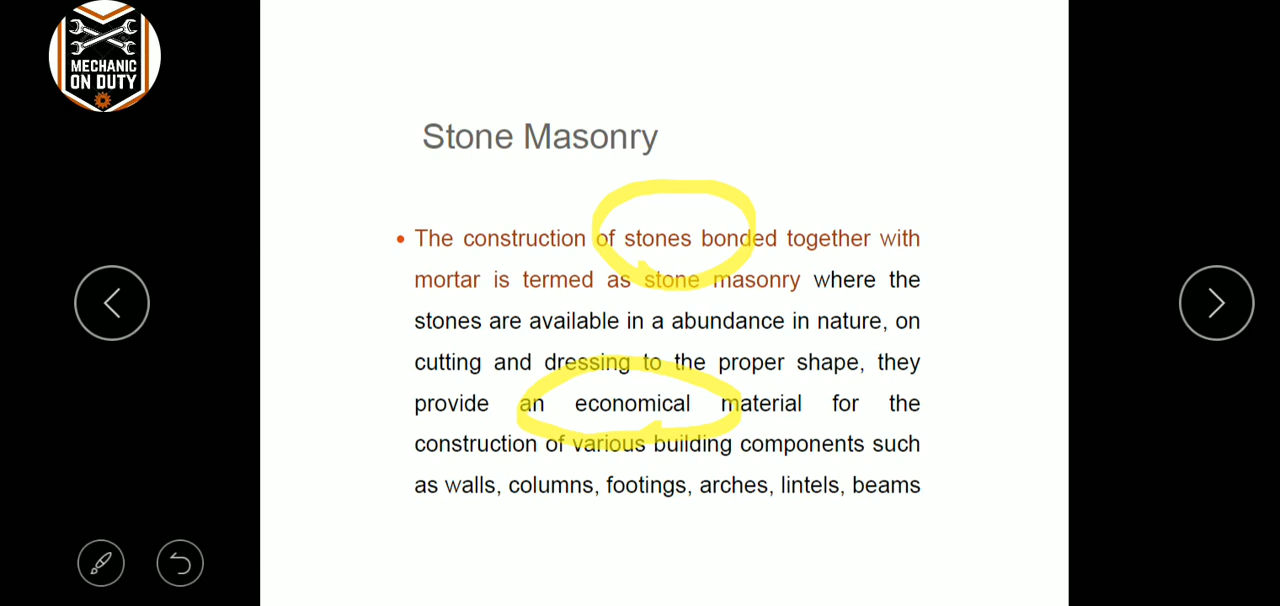 MECHANIC
ON DUTY
Stone Masonry
• The construction of stones bonded together with
mortar is termed as stone masonry where the
stones are available in a abundance in nature, on
cutting and dressing to the proper shape, they
provide an economical material for the
construction of various building components such
as walls, columns, footings, arches, lintels, beams